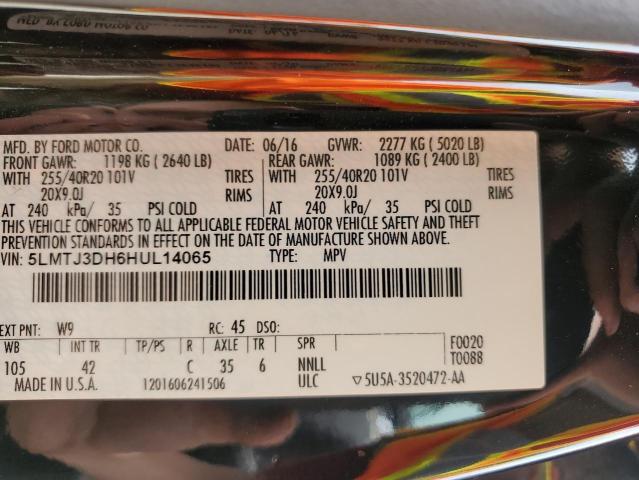 MFD. BY FORD MOTOR CO. DATE: 06/16 GVWR: 2277 KG ( 5020 LB)
FRONT GAWR: 1198 KG ( 2640 LB) REAR GAWR: 1089 KG ( 2400 LB)
WITH 255/40R20 101V TIRES WITH 255/40R20 101V TIRES
20X9.0J RIMS 20X9.0J RIMS
AT 240 kPa/ 35 PSI COLD AT 240 kPa/ 35 PSI COLD
THIS VEHICLE CONFORMS TO ALL APPLICABLE FEDERAL MOTOR VEHICLE SAFETY AND THEFT
PREVENTION STANDARDS IN EFFECT ON THE DATE OF MANUFACTURE SHOWN ABOVE.
VIN: 5LMTJ3DH6HUL14065 TYPE: MPV
EXT PNT: W9 RC: 45 DSO:
WB INT TR TP/PS R AXLE TR SPR F0020
105 42 C 35 6 NNLL T0088
MADE IN U.S.A. 1201606241506 ULC ▽5U5A-3520472-AA